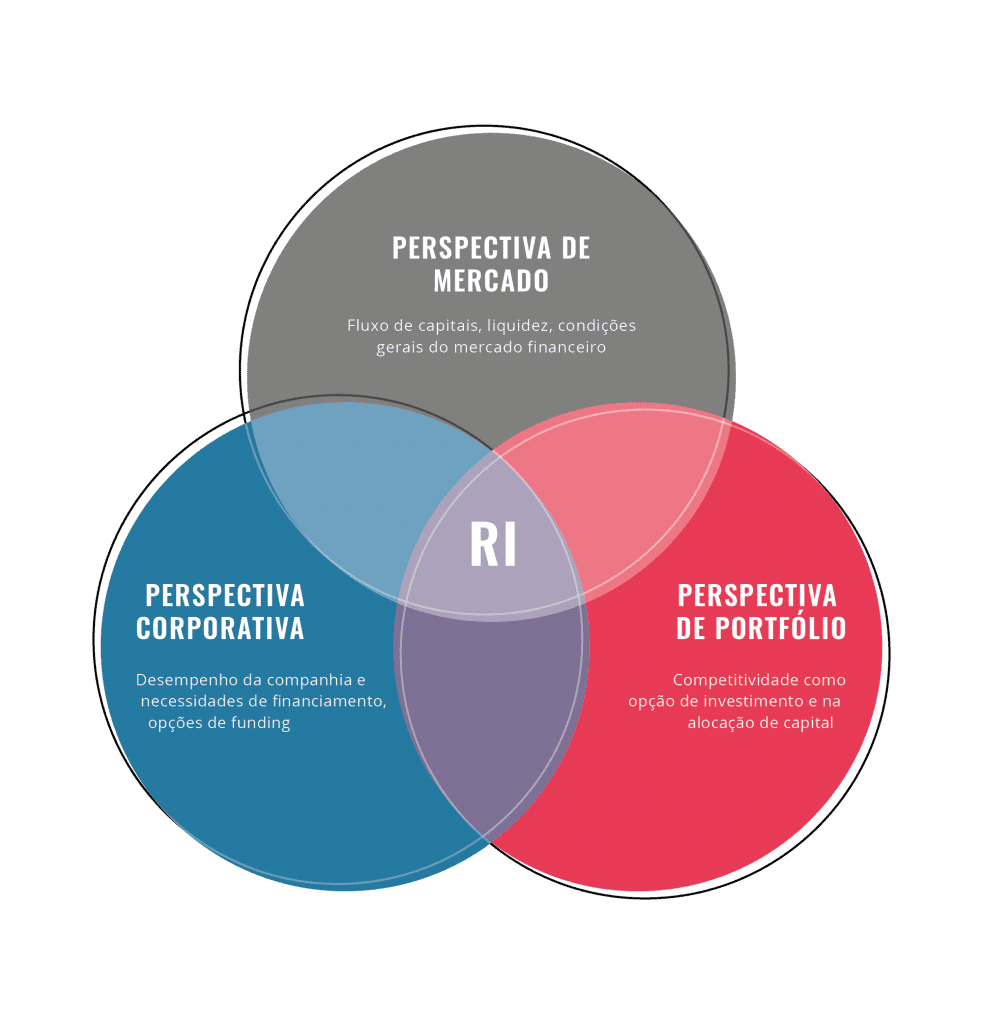 PERSPECTIVA DE
MERCADO
Fluxo de capitais, liquidez, condições
gerais do mercado financeiro
RI
PERSPECTIVA
CORPORATIVA
Desempenho da companhia e
necessidades de financiamento,
opções de funding
PERSPECTIVA
DE PORTFÓLIO
Competitividade como
opção de investimento e na
alocação de capital